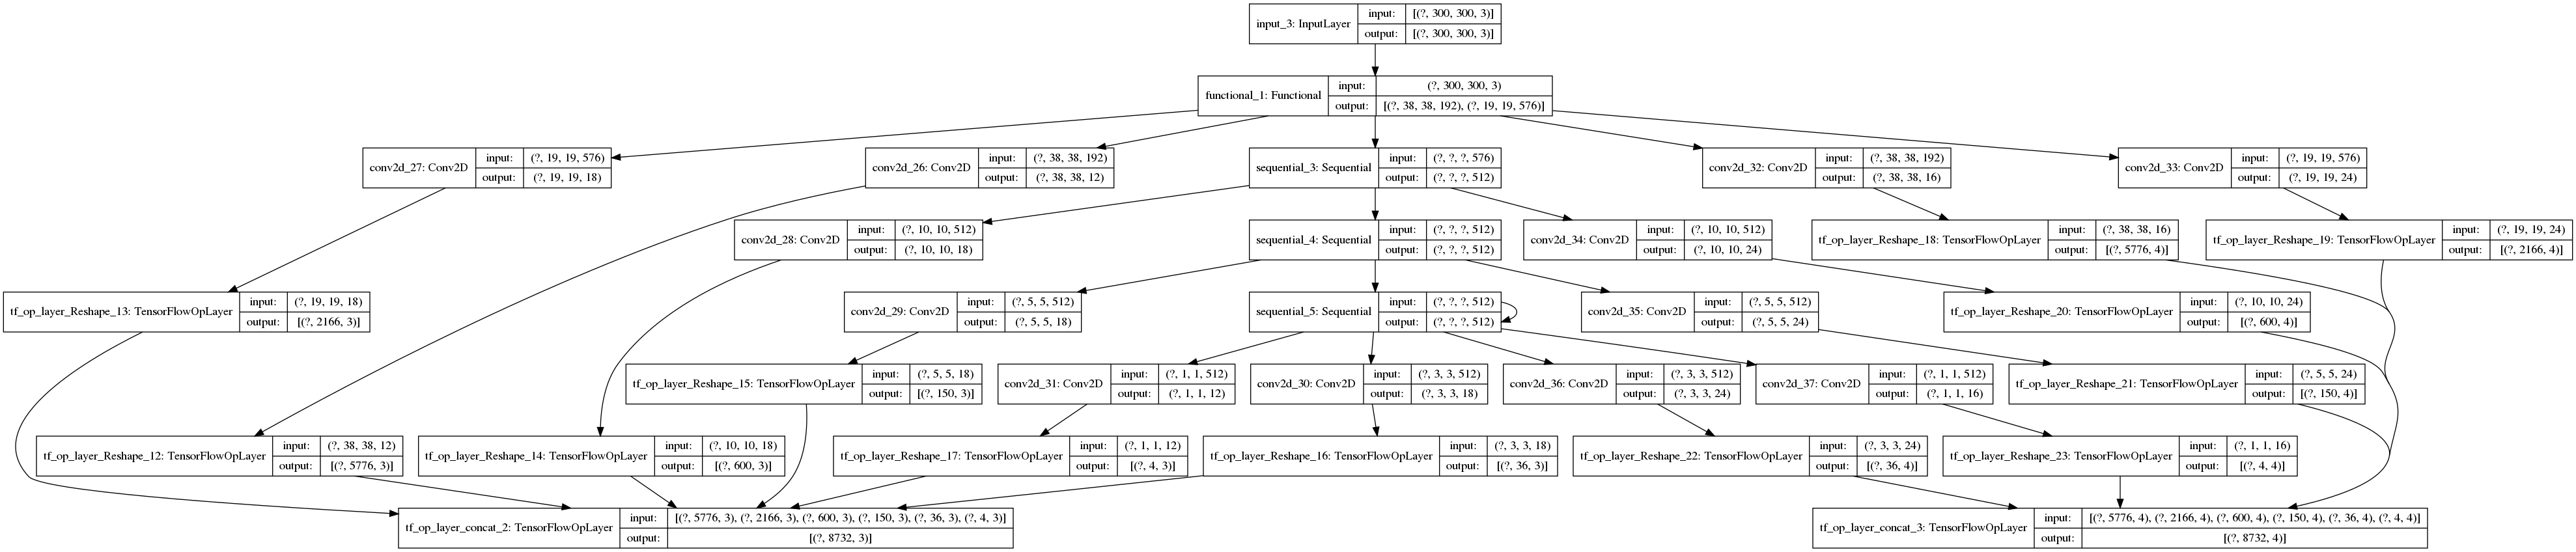 input_3: InputLayer
input: [(?, 300, 300, 3)]
output: [(?, 300, 300, 3)]
functional_1: Functional
input: (?, 300, 300, 3)
output: [(?, 38, 38, 192), (?, 19, 19, 576)]
conv2d_27: Conv2D
input: (?, 19, 19, 576)
output: (?, 19, 19, 18)
conv2d_26: Conv2D
input: (?, 38, 38, 192)
output: (?, 38, 38, 12)
sequential_3: Sequential
input: (?, ?, ?, 576)
output: (?, ?, ?, 512)
conv2d_32: Conv2D
input: (?, 38, 38, 192)
output: (?, 38, 38, 16)
conv2d_33: Conv2D
input: (?, 19, 19, 576)
output: (?, 19, 19, 24)
conv2d_28: Conv2D
input: (?, 10, 10, 512)
output: (?, 10, 10, 18)
sequential_4: Sequential
input: (?, ?, ?, 512)
output: (?, ?, ?, 512)
conv2d_34: Conv2D
input: (?, 10, 10, 512)
output: (?, 10, 10, 24)
tf_op_layer_Reshape_18: TensorFlowOpLayer
input: (?, 38, 38, 16)
output: [(?, 5776, 4)]
tf_op_layer_Reshape_19: TensorFlowOpLayer
input: (?, 19, 19, 24)
output: [(?, 2166, 4)]
tf_op_layer_Reshape_13: TensorFlowOpLayer
input: (?, 19, 19, 18)
output: [(?, 2166, 3)]
conv2d_29: Conv2D
input: (?, 5, 5, 512)
output: (?, 5, 5, 18)
sequential_5: Sequential
input: (?, ?, ?, 512)
output: (?, ?, ?, 512)
conv2d_35: Conv2D
input: (?, 5, 5, 512)
output: (?, 5, 5, 24)
tf_op_layer_Reshape_20: TensorFlowOpLayer
input: (?, 10, 10, 24)
output: [(?, 600, 4)]
tf_op_layer_Reshape_15: TensorFlowOpLayer
input: (?, 5, 5, 18)
output: [(?, 150, 3)]
conv2d_31: Conv2D
input: (?, 1, 1, 512)
output: (?, 1, 1, 12)
conv2d_30: Conv2D
input: (?, 3, 3, 512)
output: (?, 3, 3, 18)
conv2d_36: Conv2D
input: (?, 3, 3, 512)
output: (?, 3, 3, 24)
conv2d_37: Conv2D
input: (?, 1, 1, 512)
output: (?, 1, 1, 16)
tf_op_layer_Reshape_21: TensorFlowOpLayer
input: (?, 5, 5, 24)
output: [(?, 150, 4)]
tf_op_layer_Reshape_12: TensorFlowOpLayer
input: (?, 38, 38, 12)
output: [(?, 5776, 3)]
tf_op_layer_Reshape_14: TensorFlowOpLayer
input: (?, 10, 10, 18)
output: [(?, 600, 3)]
tf_op_layer_Reshape_17: TensorFlowOpLayer
input: (?, 1, 1, 12)
output: [(?, 4, 3)]
tf_op_layer_Reshape_16: TensorFlowOpLayer
input: (?, 3, 3, 18)
output: [(?, 36, 3)]
tf_op_layer_Reshape_22: TensorFlowOpLayer
input: (?, 3, 3, 24)
output: [(?, 36, 4)]
tf_op_layer_Reshape_23: TensorFlowOpLayer
input: (?, 1, 1, 16)
output: [(?, 4, 4)]
tf_op_layer_concat_2: TensorFlowOpLayer
input: [(?, 5776, 3), (?, 2166, 3), (?, 600, 3), (?, 150, 3), (?, 36, 3), (?, 4, 3)]
output: [(?, 8732, 3)]
tf_op_layer_concat_3: TensorFlowOpLayer
input: [(?, 5776, 4), (?, 2166, 4), (?, 600, 4), (?, 150, 4), (?, 36, 4), (?, 4, 4)]
output: [(?, 8732, 4)]